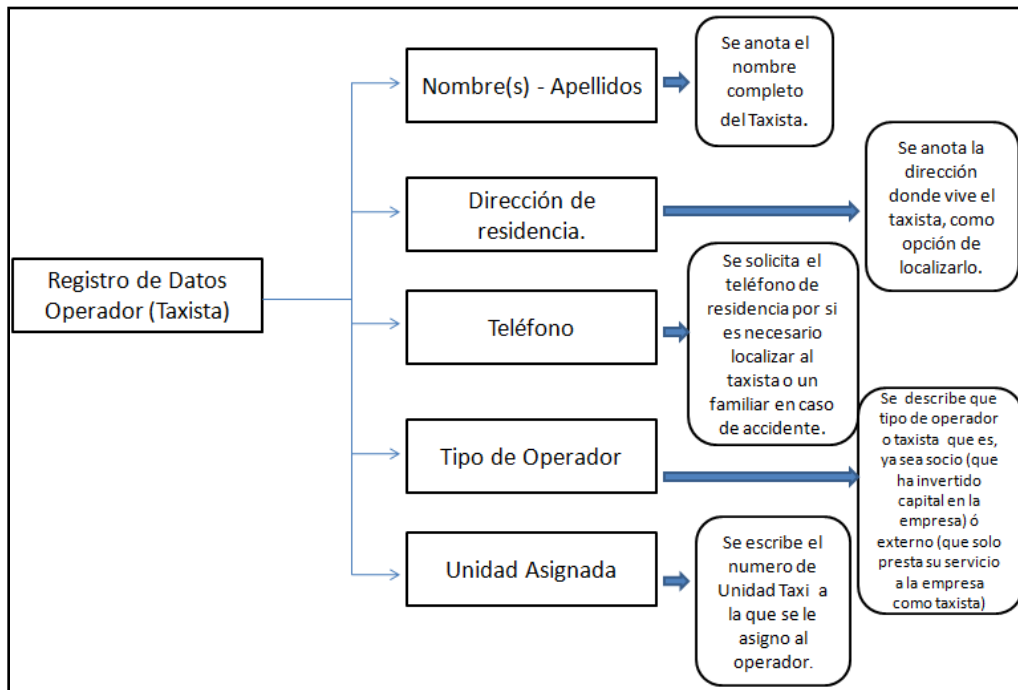 Registro de Datos
Operador (Taxista)
Nombre(s) - Apellidos
Se anota el
nombre
completo
del Taxista.
Dirección de
residencia.
Se anota la
dirección
donde vive el
taxista, como
opción de
localizarlo.
Teléfono
Se solicita el
teléfono de
residencia por si
es necesario
localizar al
taxista o un
familiar en caso
de accidente.
Tipo de Operador
Se describe que
tipo de operador
o taxista que es,
ya sea socio (que
ha invertido
capital en la
empresa) ó
externo (que solo
presta su servicio
a la empresa
como taxista)
Unidad Asignada
Se escribe el
numero de
Unidad Taxi a
la que se le
asigno al
operador.